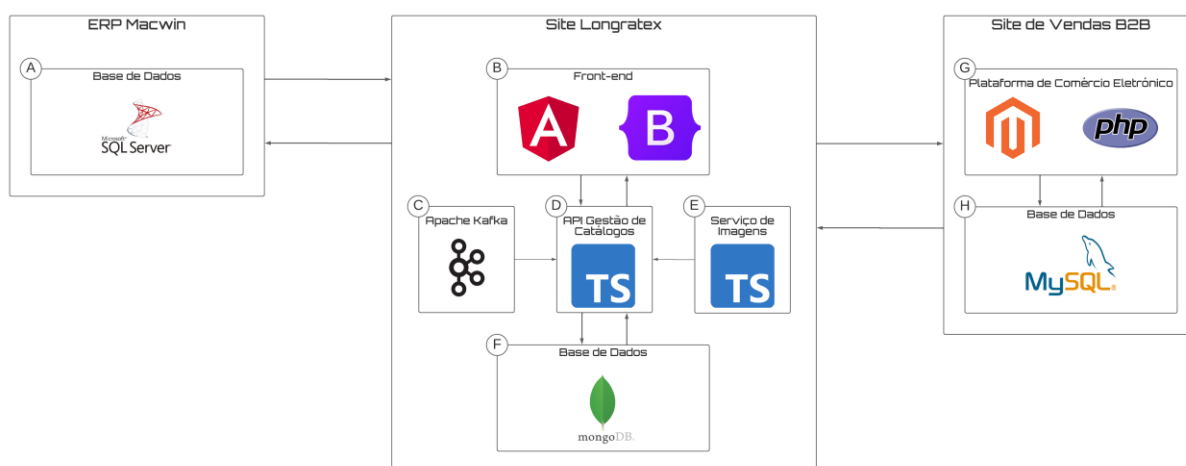 ERP Macwin
A
Base de Dados
Microsoft
SQL Server
Site Longratex
B
Front-end
A
B
C
Apache Kafka
D
API Gestão de
Catálogos
TS
E
Serviço de
Imagens
TS
F
Base de Dados
mongoDB
Site de Vendas B2B
G
Plataforma de Comércio Eletrónico
php
H
Base de Dados
MySQL